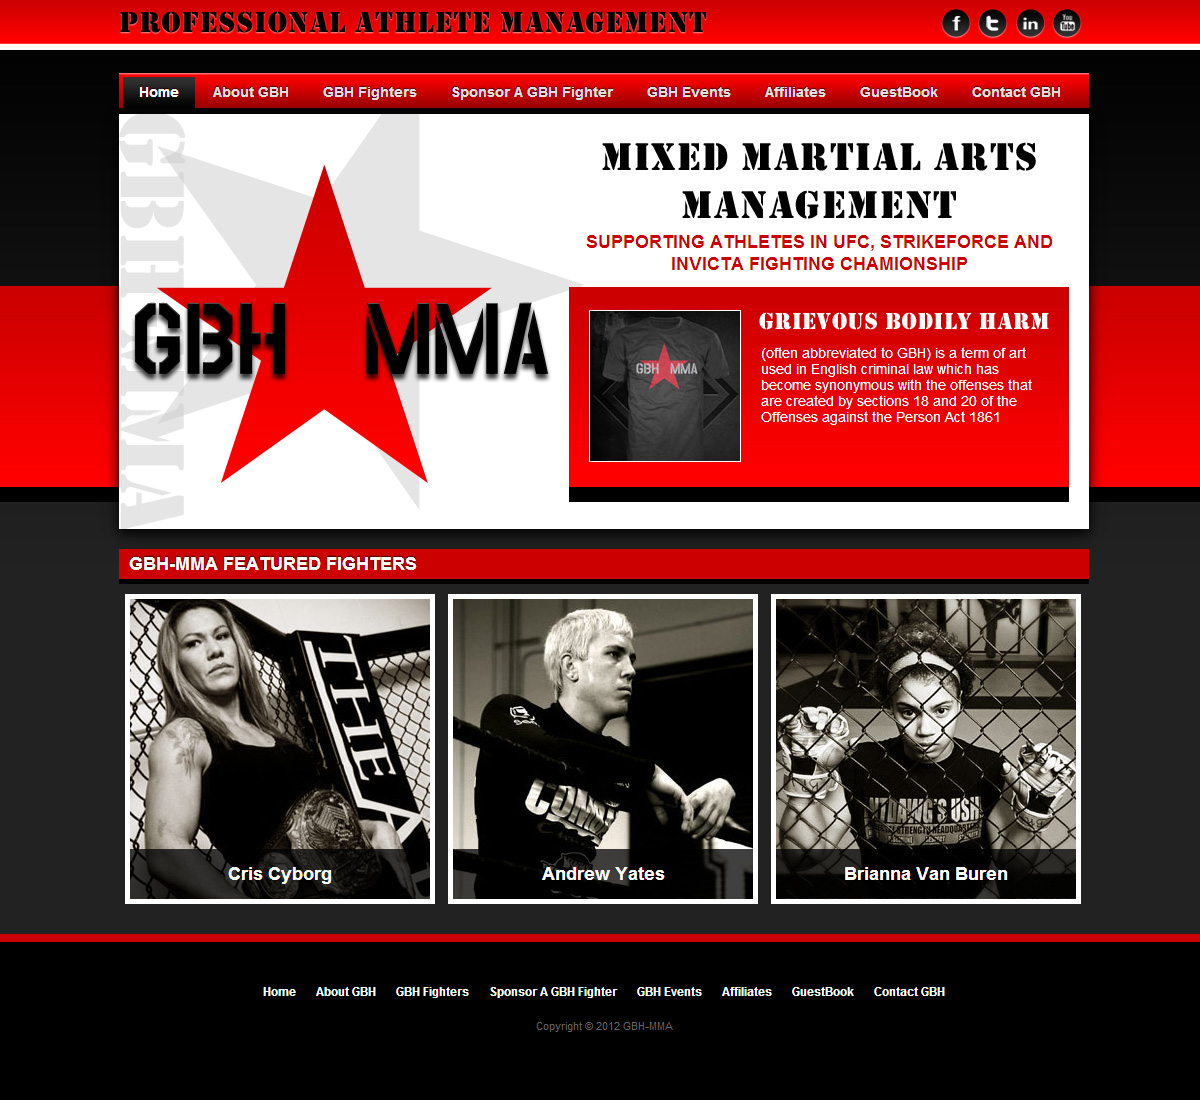 PROFESSIONAL ATHLETE MANAGEMENT
f t in You Tube
Home About GBH GBH Fighters Sponsor A GBH Fighter GBH Events Affiliates GuestBook Contact GBH
GBH MMA
GBH MMA
MIXED MARTIAL ARTS
MANAGEMENT
SUPPORTING ATHLETES IN UFC, STRIKEFORCE AND
INVICTA FIGHTING CHAMIONSHIP
GBH MMA
GRIEVOUS BODILY HARM
(often abbreviated to GBH) is a term of art
used in English criminal law which has
become synonymous with the offenses that
are created by sections 18 and 20 of the
Offenses against the Person Act 1861
GBH-MMA FEATURED FIGHTERS
THE A
Cris Cyborg
Andrew Yates
STRENGTH HEADQUARTERS
Brianna Van Buren
Home About GBH GBH Fighters Sponsor A GBH Fighter GBH Events Affiliates GuestBook Contact GBH
Copyright © 2012 GBH-MMA